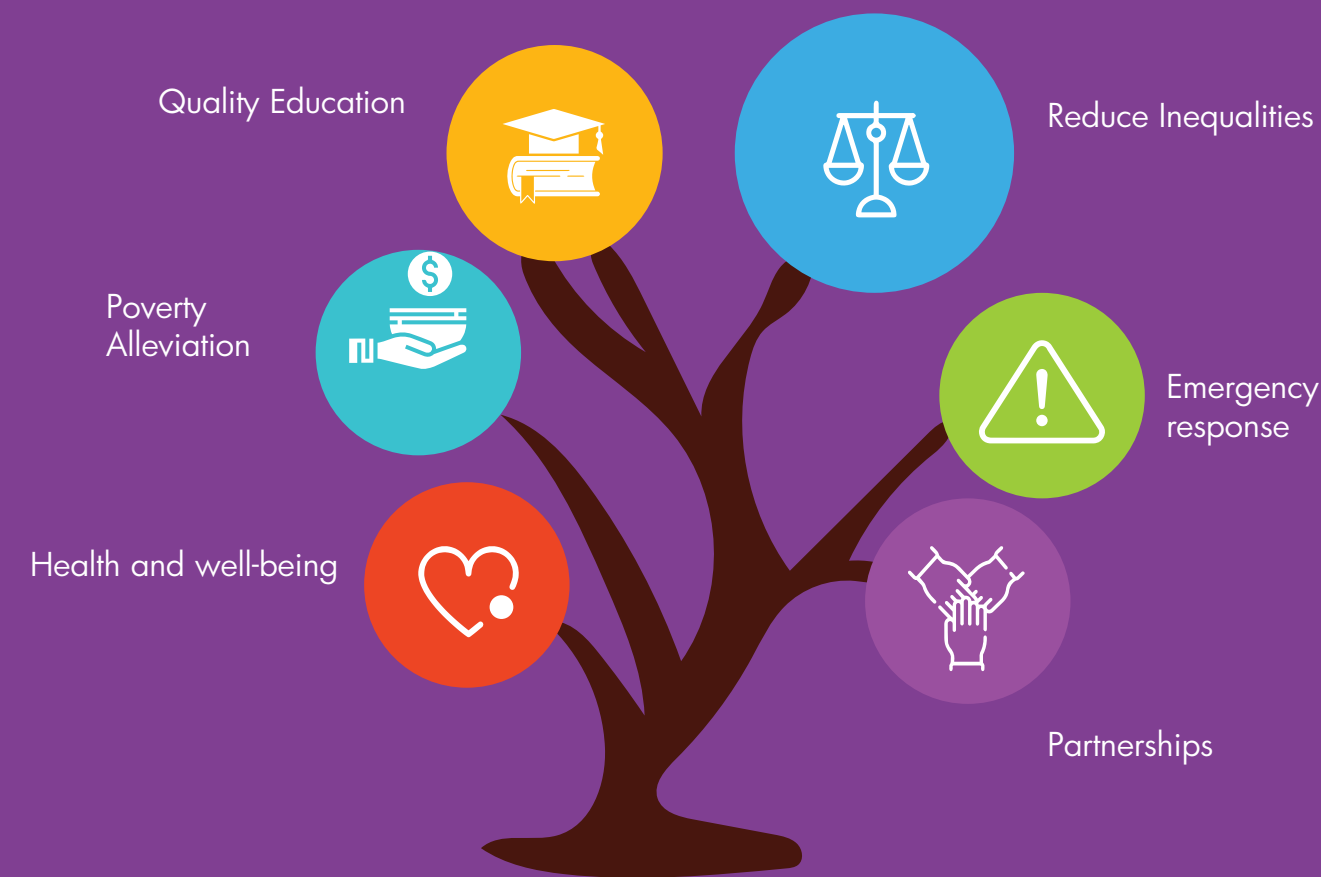 Quality Education
Reduce Inequalities
$
Poverty
Alleviation
!
Emergency
response
Health and well-being
Partnerships